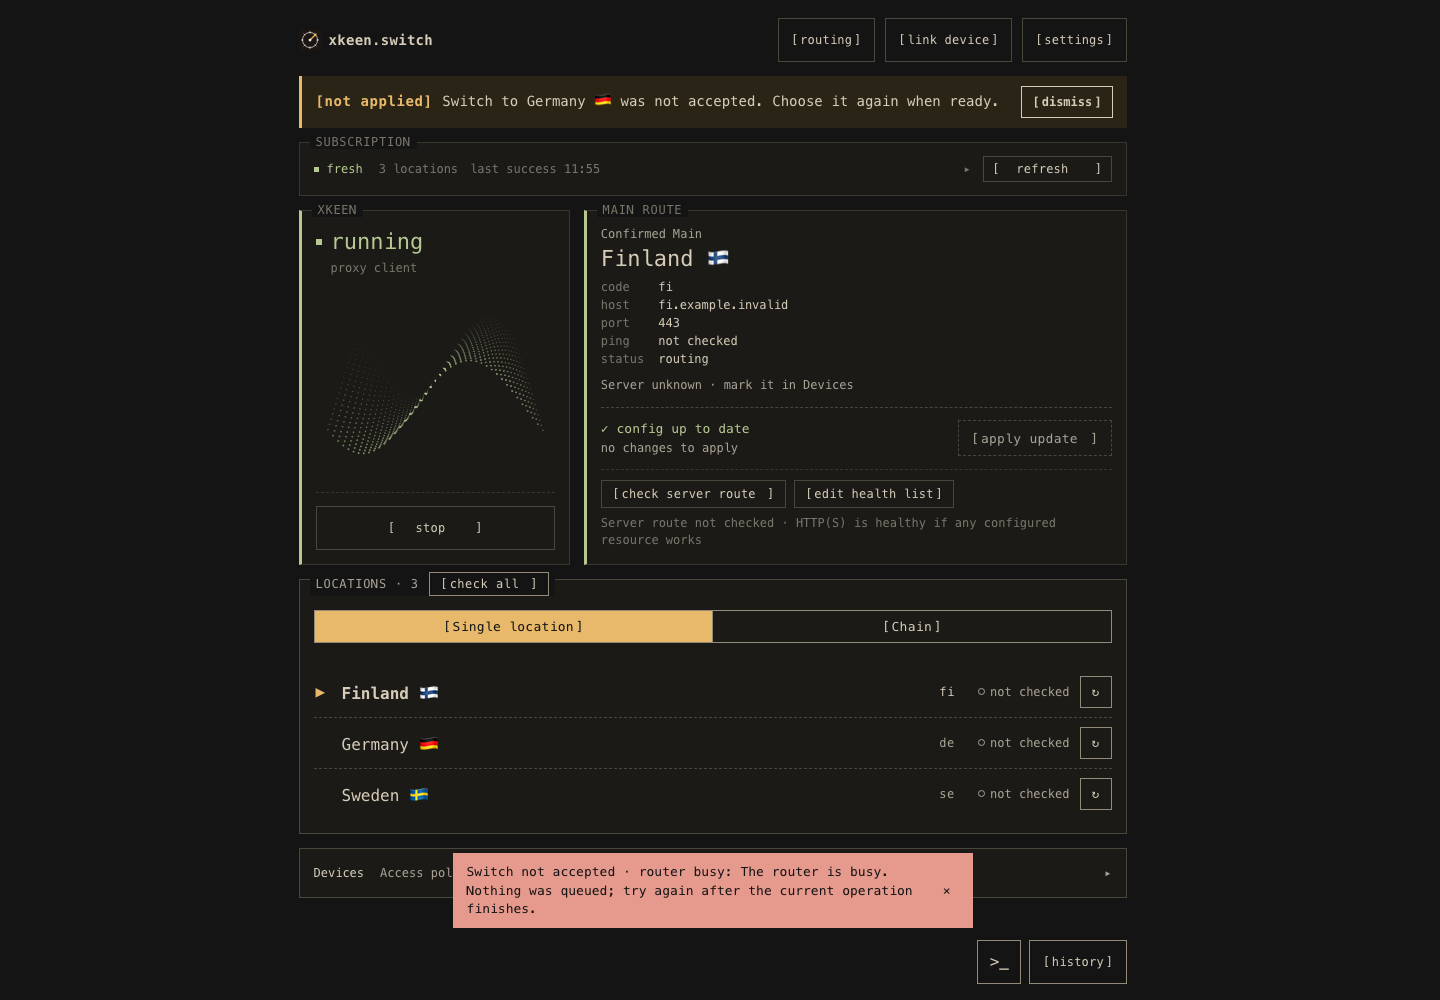 xkeen.switch
[routing] [link device] [settings]
[not applied] Switch to Germany 🇩🇪 was not accepted. Choose it again when ready. [dismiss]
SUBSCRIPTION
fresh 3 locations last success 11:55 ▸ [ refresh ]
XKEEN
running
proxy client
[ stop ]
MAIN ROUTE
Confirmed Main
Finland 🇫🇮
code fi
host fi.example.invalid
port 443
ping not checked
status routing
Server unknown · mark it in Devices
✓ config up to date
no changes to apply
[apply update ]
[check server route ] [edit health list]
Server route not checked · HTTP(S) is healthy if any configured
resource works
LOCATIONS · 3 [check all ]
[Single location] [Chain]
▶ Finland 🇫🇮 fi ○ not checked ↻
Germany 🇩🇪 de ○ not checked ↻
Sweden 🇸🇪 se ○ not checked ↻
Devices Access pol ▸
Switch not accepted · router busy: The router is busy.
Nothing was queued; try again after the current operation ×
finishes.
>_ [history]